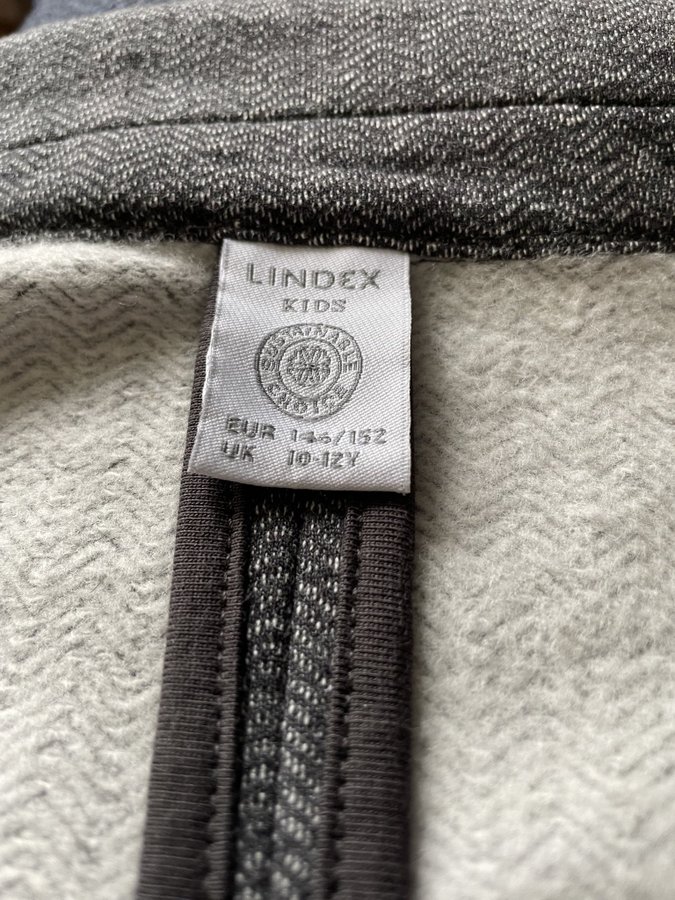 LINDEX
KIDS
SUSTAINABLE
CHOICE
EUR 146/152
UK 10-12Y